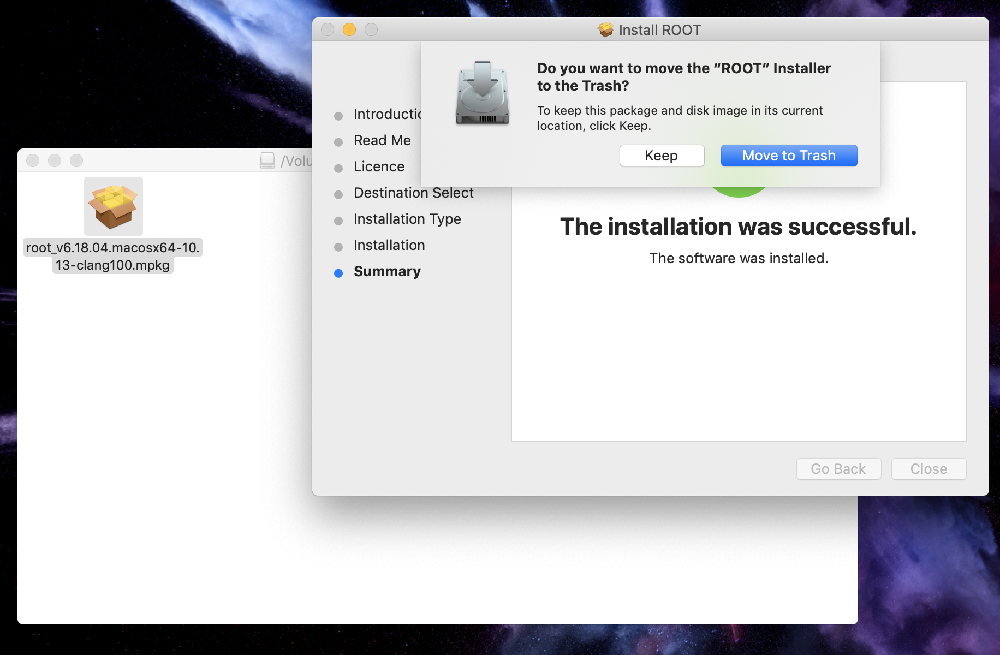 Install ROOT
Do you want to move the “ROOT” Installer
to the Trash?
To keep this package and disk image in its current
location, click Keep.
Keep
Move to Trash
Read Me
Licence
Destination Select
Installation Type
Installation
Summary
The installation was successful.
The software was installed.
Go Back
Close
root_v6.18.04.macosx64-10.
13-clang100.mpkg